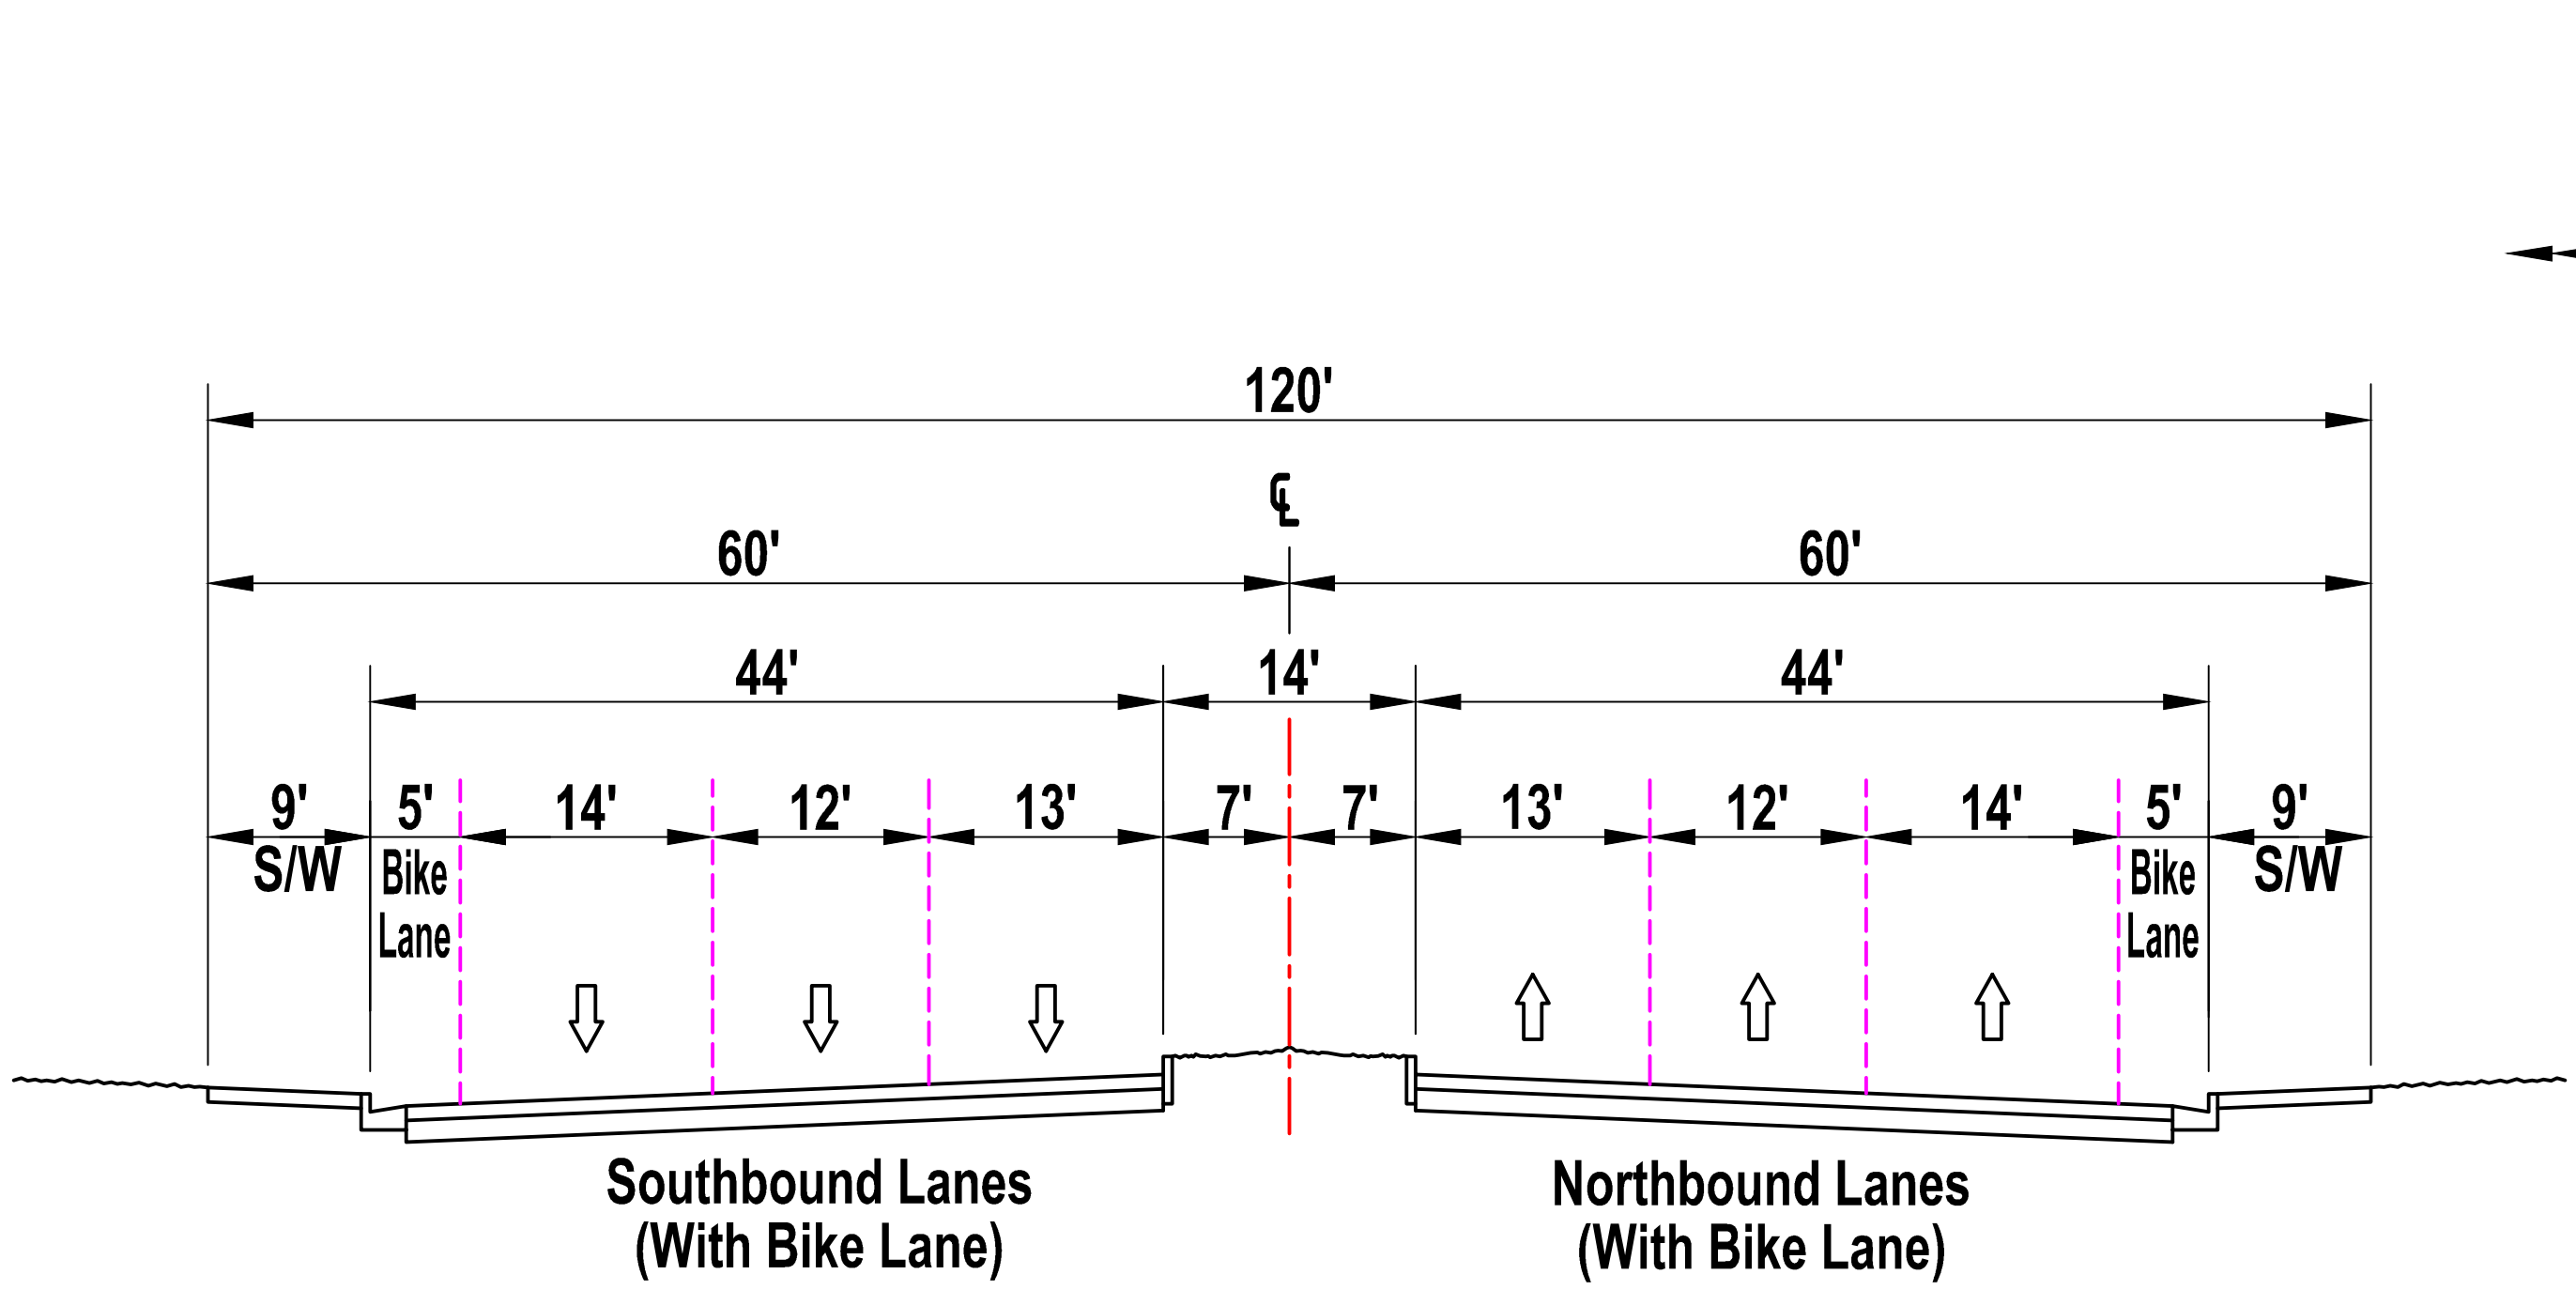 120'
℄
60' 60'
44' 14' 44'
9' 5' 14' 12' 13' 7' 7' 13' 12' 14' 5' 9'
S/W Bike Bike S/W
Lane Lane
Southbound Lanes Northbound Lanes
(With Bike Lane) (With Bike Lane)